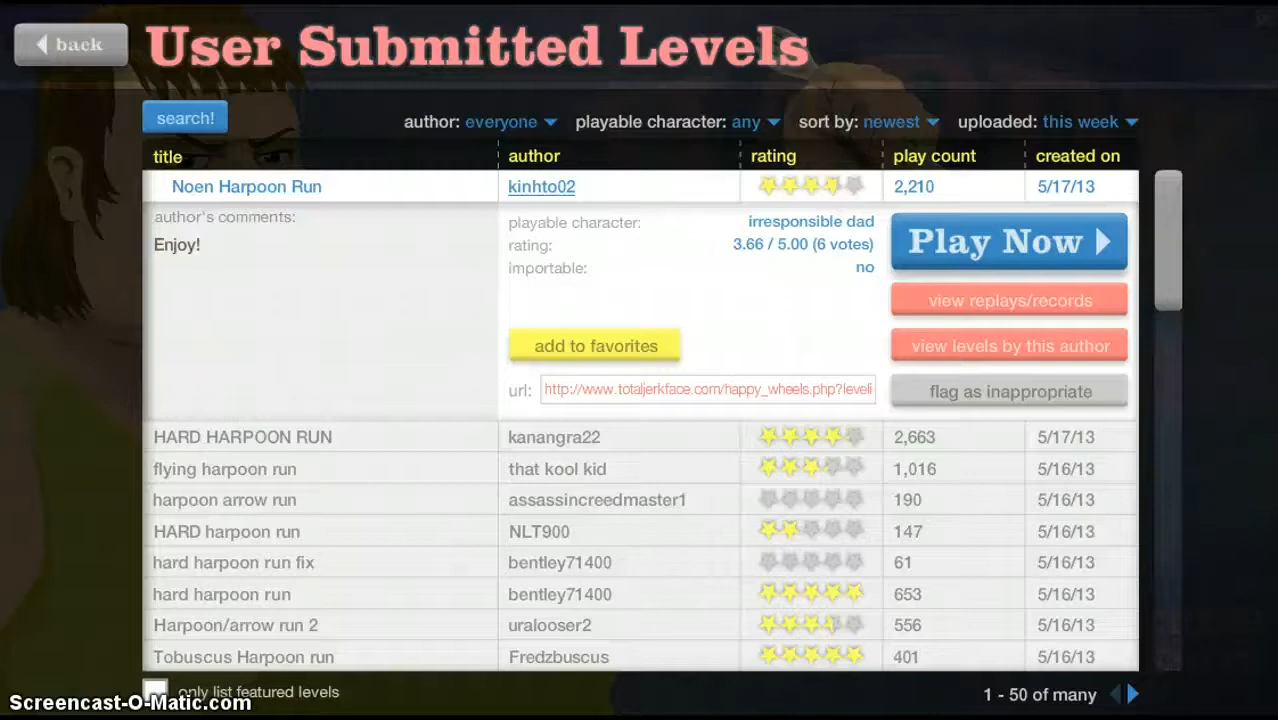 back
User Submitted Levels
search!
author: everyone playable character: any sort by: newest uploaded: this week
title author rating play count created on
Noen Harpoon Run kinhto02 2,210 5/17/13
author's comments:
Enjoy!
playable character: irresponsible dad
rating: 3.66 / 5.00 (6 votes)
importable: no
Play Now
view replays/records
add to favorites
view levels by this author
url: http://www.totaljerkface.com/happy_wheels.php?leveli
flag as inappropriate
HARD HARPOON RUN kanangra22 2,663 5/17/13
flying harpoon run that kool kid 1,016 5/16/13
harpoon arrow run assassincreedmaster1 190 5/16/13
HARD harpoon run NLT900 147 5/16/13
hard harpoon run fix bentley71400 61 5/16/13
hard harpoon run bentley71400 653 5/16/13
Harpoon/arrow run 2 uralooser2 556 5/16/13
Tobuscus Harpoon run Fredzbuscus 401 5/16/13
only list featured levels
1 - 50 of many
Screencast-O-Matic.com